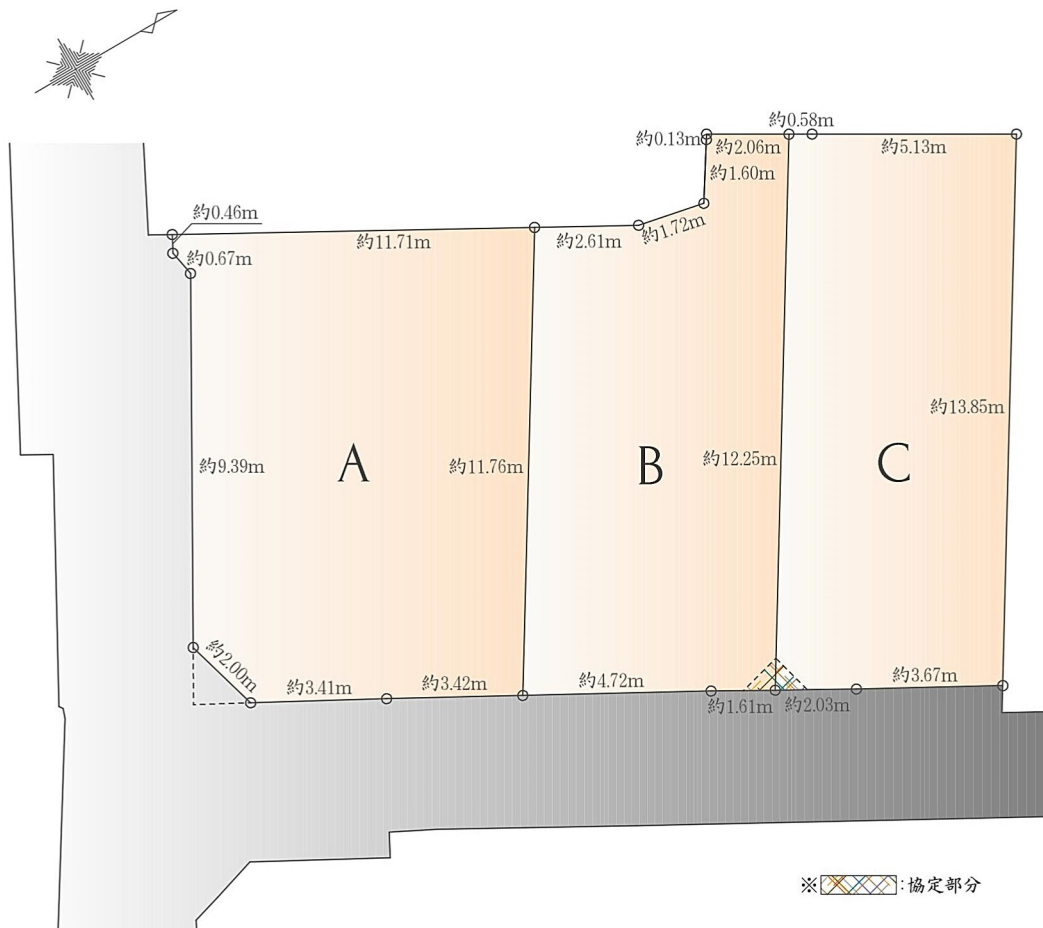 約0.58m
約0.13m
約2.06m
約5.13m
約1.60m
約0.46m
約1.72m
約11.71m
約2.61m
約0.67m
約13.85m
約9.39m
A
約11.76m
B
約12.25m
C
約2.00m
約3.41m
約3.42m
約4.72m
約3.67m
約1.61m
約2.03m
※ :協定部分